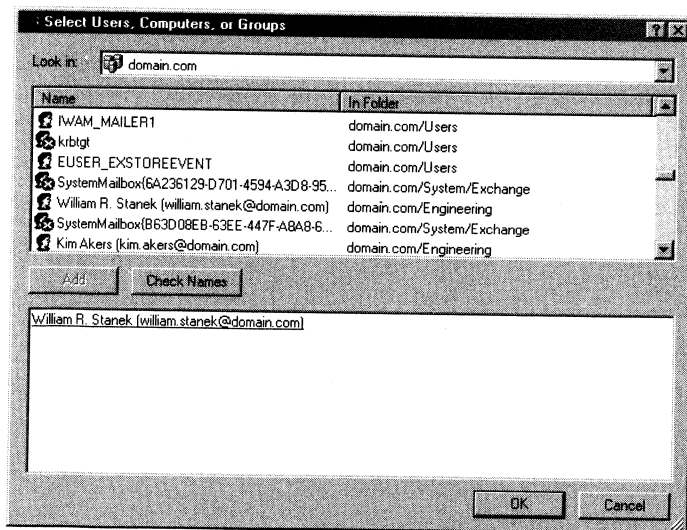 Select Users, Computers, or Groups
Look in: domain.com
Name In Folder
IWAM_MAILER1 domain.com/Users
krbtgt domain.com/Users
EUSER_EXSTOREEVENT domain.com/Users
SystemMailbox{6A236129-D701-4594-A3D8-95... domain.com/System/Exchange
William R. Stanek (william.stanek@domain.com) domain.com/Engineering
SystemMailbox{B63D08EB-63EE-447F-A8A8-6... domain.com/System/Exchange
Kim Akers (kim.akers@domain.com) domain.com/Engineering
Add Check Names
William R. Stanek (william.stanek@domain.com)
OK Cancel